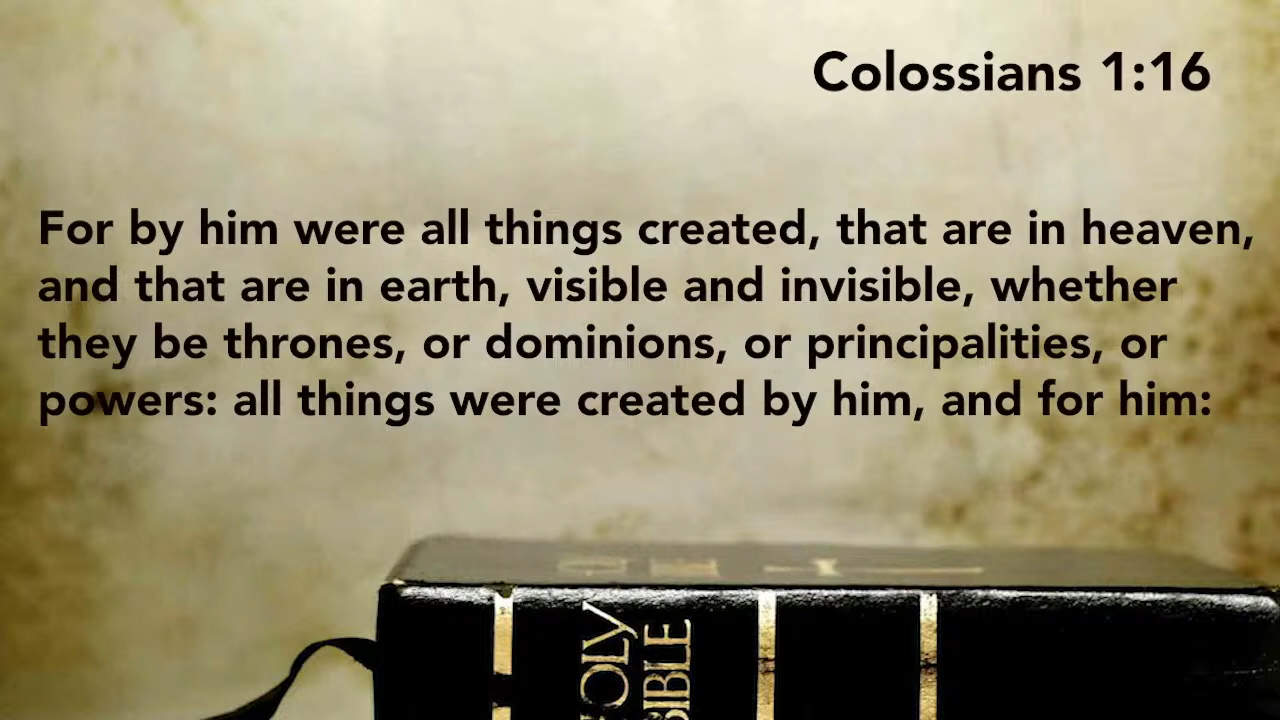 Colossians 1:16
For by him were all things created, that are in heaven,
and that are in earth, visible and invisible, whether
they be thrones, or dominions, or principalities, or
powers: all things were created by him, and for him: